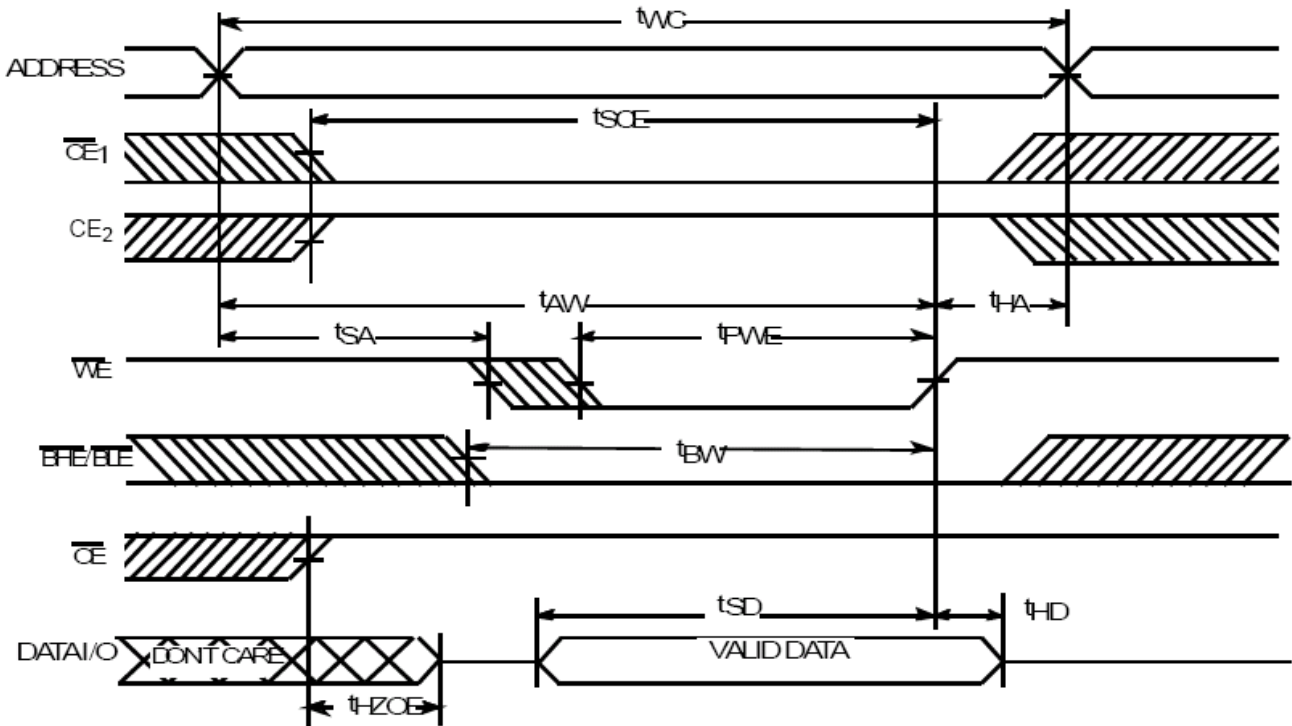 tWC
ADDRESS
tSCE
CE1
CE2
tAW
tHA
tSA
tPWE
WE
BHE/BLE
tBW
OE
tSD
tHD
DATA I/O
DON'T CARE
VALID DATA
tHZOE